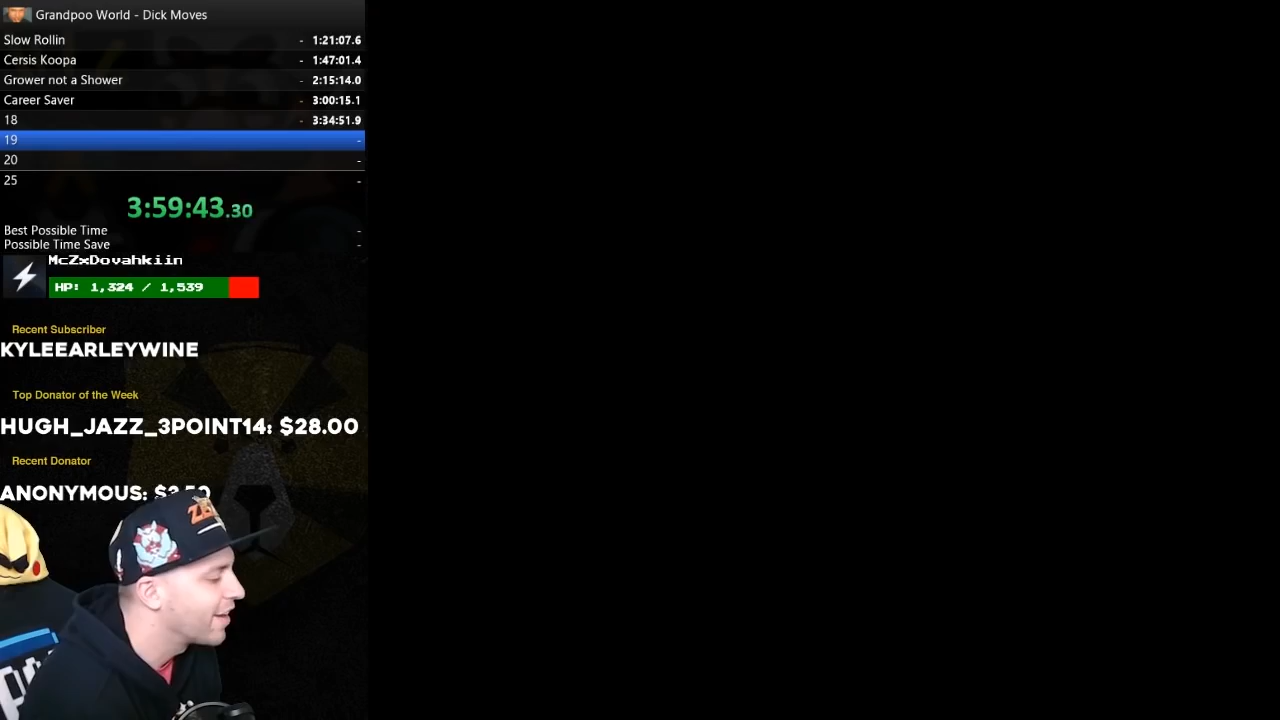 Grandpoo World - Dick Moves
Slow Rollin - 1:21:07.6
Cersis Koopa - 1:47:01.4
Grower not a Shower - 2:15:14.0
Career Saver - 3:00:15.1
18 - 3:34:51.9
19 -
20 -
25 -
3:59:43.30
Best Possible Time -
Possible Time Save -
McZxDovahkiin
HP: 1,324 / 1,539
Recent Subscriber
KYLEEARLEYWINE
Top Donator of the Week
HUGH_JAZZ_3POINT14: $28.00
Recent Donator
ANONYMOUS: